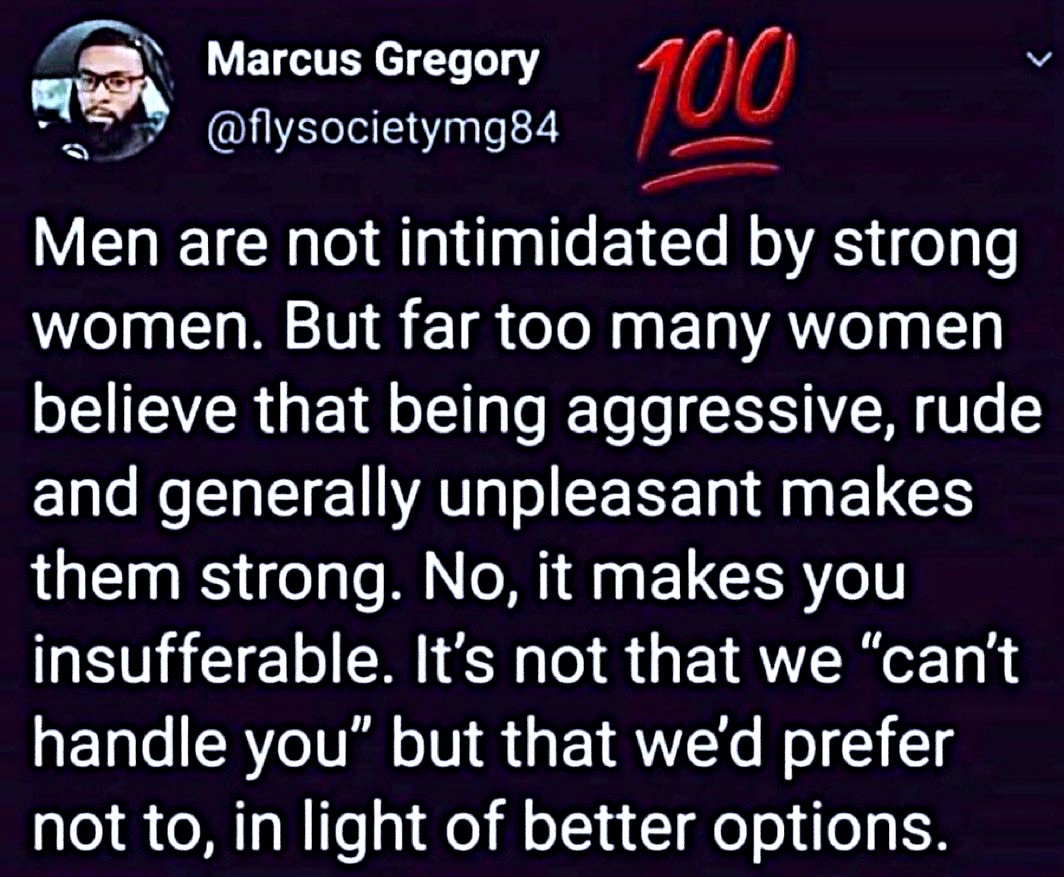 Marcus Gregory
100
@flysocietymg84
Men are not intimidated by strong
women. But far too many women
believe that being aggressive, rude
and generally unpleasant makes
them strong. No, it makes you
insufferable. It’s not that we “can’t
handle you” but that we’d prefer
not to, in light of better options.